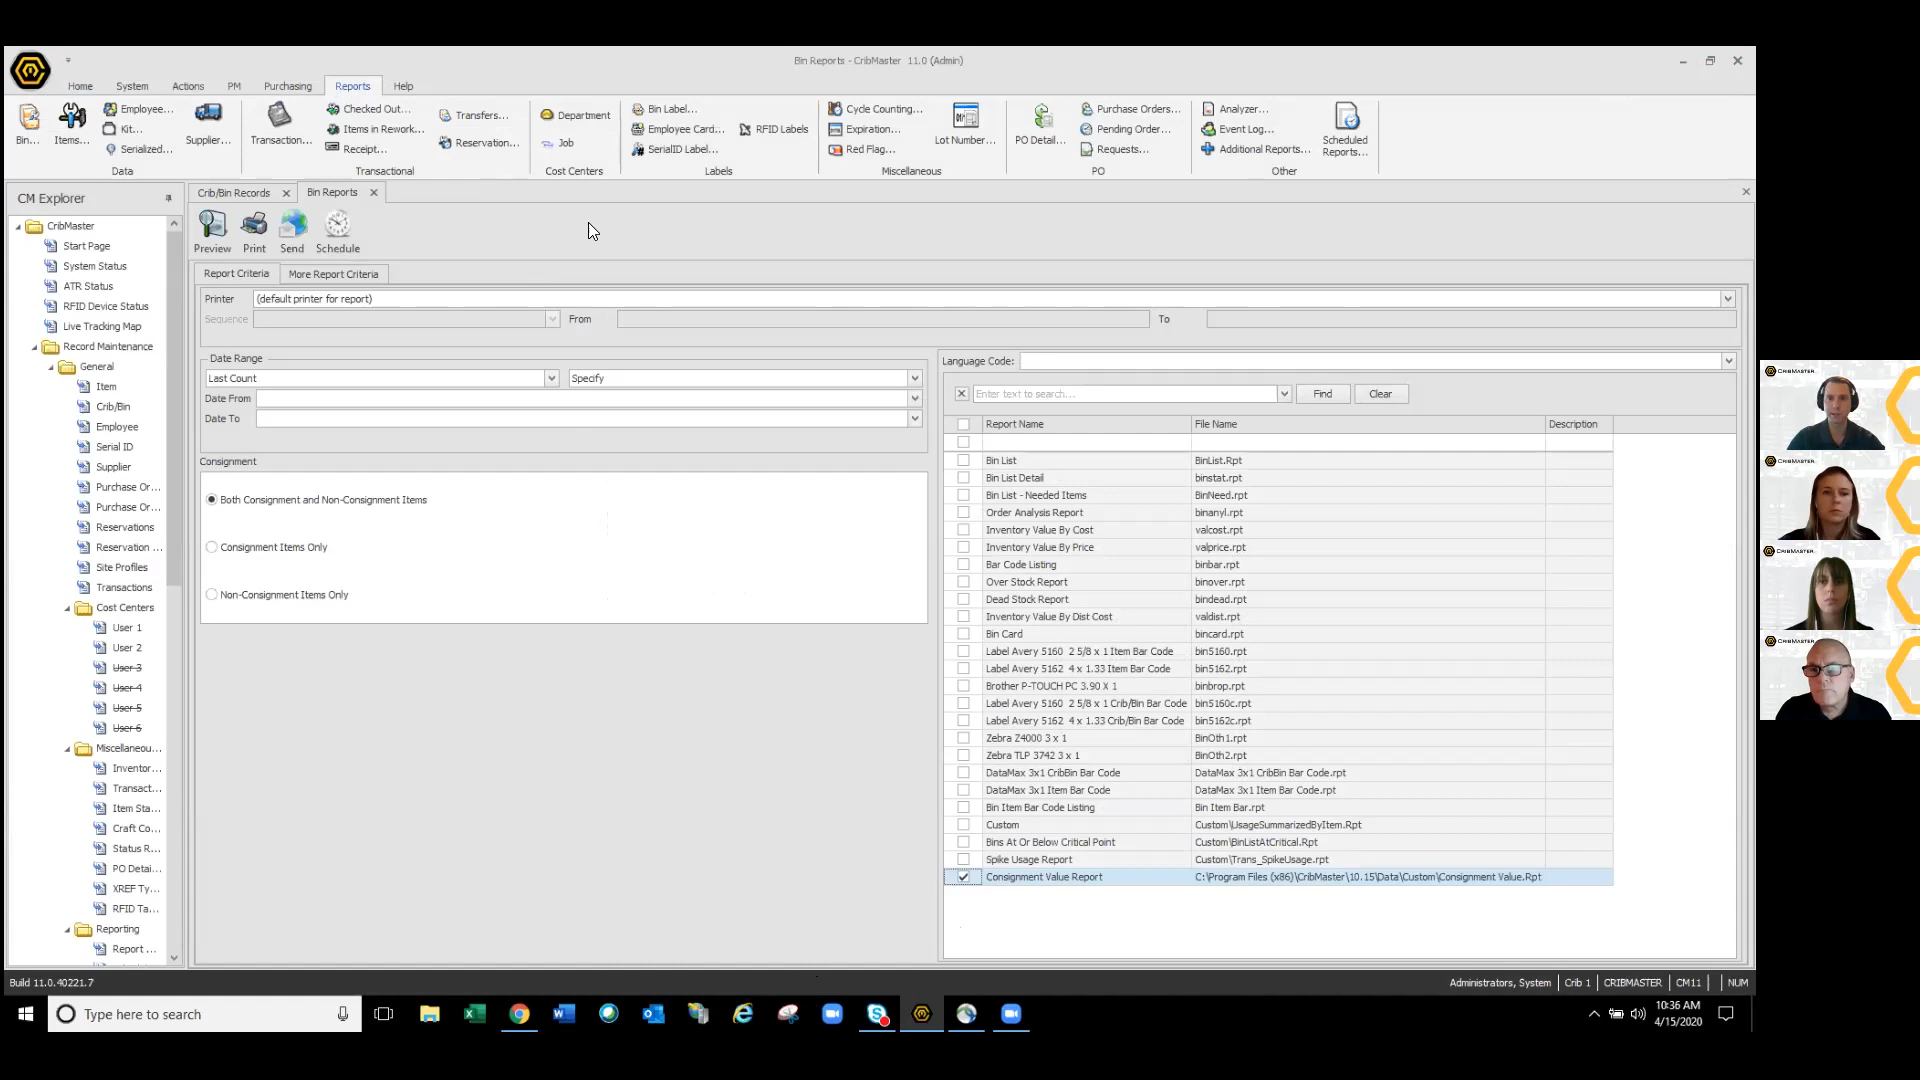 Bin Reports - CribMaster 11.0 (Admin)
Home System Actions PM Purchasing Reports Help
Bin... Items... Employee... Kit... Serialized... Supplier...
Data
Transaction... Checked Out... Items in Rework... Receipt... Transfers... Reservation...
Transactional
Department
Job
Cost Centers
Bin Label... Employee Card... SerialID Label... RFID Labels
Labels
Cycle Counting... Expiration... Red Flag... Lot Number...
Miscellaneous
PO Detail... Purchase Orders... Pending Order... Requests...
PO
Analyzer... Event Log... Additional Reports... Scheduled Reports...
Other
CM Explorer
CribMaster
Start Page
System Status
ATR Status
RFID Device Status
Live Tracking Map
Record Maintenance
General
Item
Crib/Bin
Employee
Serial ID
Supplier
Purchase Or...
Purchase Or...
Reservations
Reservation ...
Site Profiles
Transactions
Cost Centers
User 1
User 2
User 3
User 4
User 5
User 6
Miscellaneou...
Inventor...
Transact...
Item Sta...
Craft Co...
Status R...
PO Detai...
XREF Ty...
RFID Ta...
Reporting
Report ...
Crib/Bin Records Bin Reports
Preview Print Send Schedule
Report Criteria More Report Criteria
Printer (default printer for report)
Sequence From To
Date Range
Last Count Specify
Date From
Date To
Consignment
Both Consignment and Non-Consignment Items
Consignment Items Only
Non-Consignment Items Only
Language Code:
Enter text to search... Find Clear
Report Name File Name Description
Bin List BinList.Rpt
Bin List Detail binstat.rpt
Bin List - Needed Items BinNeed.rpt
Order Analysis Report binanyl.rpt
Inventory Value By Cost valcost.rpt
Inventory Value By Price valprice.rpt
Bar Code Listing binbar.rpt
Over Stock Report binover.rpt
Dead Stock Report bindead.rpt
Inventory Value By Dist Cost valdist.rpt
Bin Card bincard.rpt
Label Avery 5160 2 5/8 x 1 Item Bar Code bin5160.rpt
Label Avery 5162 4 x 1.33 Item Bar Code bin5162.rpt
Brother P-TOUCH PC 3.90 X 1 binbrop.rpt
Label Avery 5160 2 5/8 x 1 Crib/Bin Bar Code bin5160c.rpt
Label Avery 5162 4 x 1.33 Crib/Bin Bar Code bin5162c.rpt
Zebra Z4000 3 x 1 BinOth1.rpt
Zebra TLP 3742 3 x 1 BinOth2.rpt
DataMax 3x1 CribBin Bar Code DataMax 3x1 CribBin Bar Code.rpt
DataMax 3x1 Item Bar Code DataMax 3x1 Item Bar Code.rpt
Bin Item Bar Code Listing Bin Item Bar.rpt
Custom Custom\UsageSummarizedByItem.Rpt
Bins At Or Below Critical Point Custom\BinListAtCritical.Rpt
Spike Usage Report Custom\Trans_SpikeUsage.rpt
Consignment Value Report C:\Program Files (x86)\CribMaster\10.15\Data\Custom\Consignment Value.Rpt
CRIBMASTER
CRIBMASTER
CRIBMASTER
CRIBMASTER
Build 11.0.40221.7
Administrators, System Crib 1 CRIBMASTER CM11 NUM
Type here to search
10:36 AM
4/15/2020